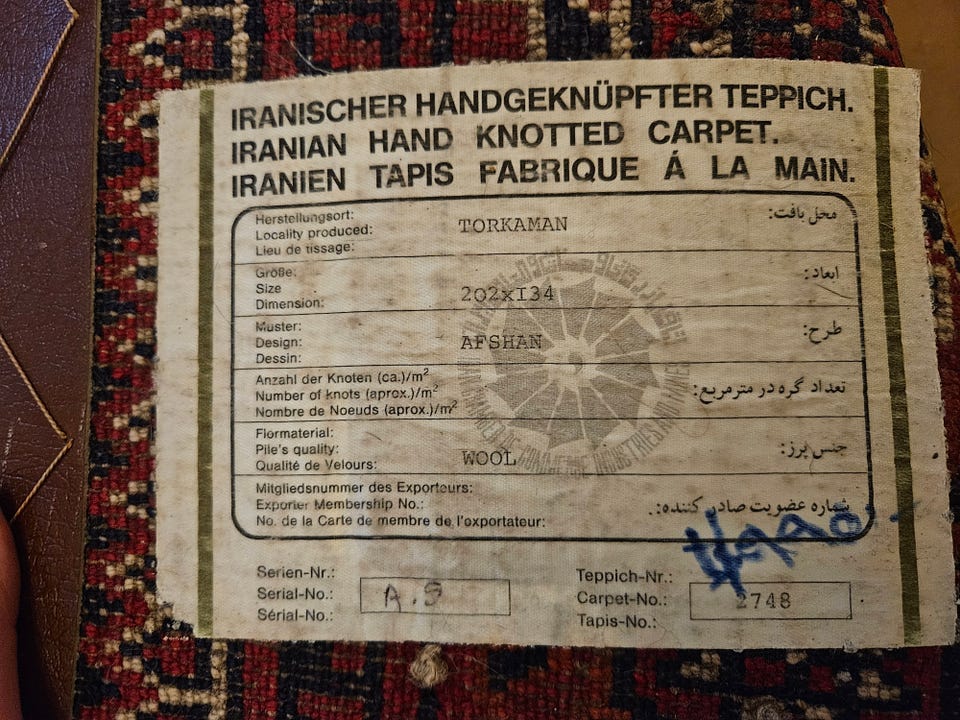 IRANISCHER HANDGEKNÜPFTER TEPPICH.
IRANIAN HAND KNOTTED CARPET.
IRANIEN TAPIS FABRIQUE Á LA MAIN.
Herstellungsort:
Locality produced: TORKAMAN محل بافت:
Lieu de tissage:
Größe:
Size 202xI34 ابعاد:
Dimension:
Muster:
Design: AFSHAN طرح:
Dessin:
Anzahl der Knoten (ca.)/m²
Number of knots (aprox.)/m² تعداد گره در مترمربع:
Nombre de Noeuds (aprox.)/m²
Flormaterial:
Pile's quality: WOOL جنس پرز:
Qualité de Velours:
Mitgliedsnummer des Exporteurs:
Exporter Membership No.: شماره عضویت صادر کننده:.
No. de la Carte de membre de l'exportateur:
Serien-Nr.: Teppich-Nr.:
Serial-No.: A.S Carpet-No.: 2748
Sérial-No.: Tapis-No.: